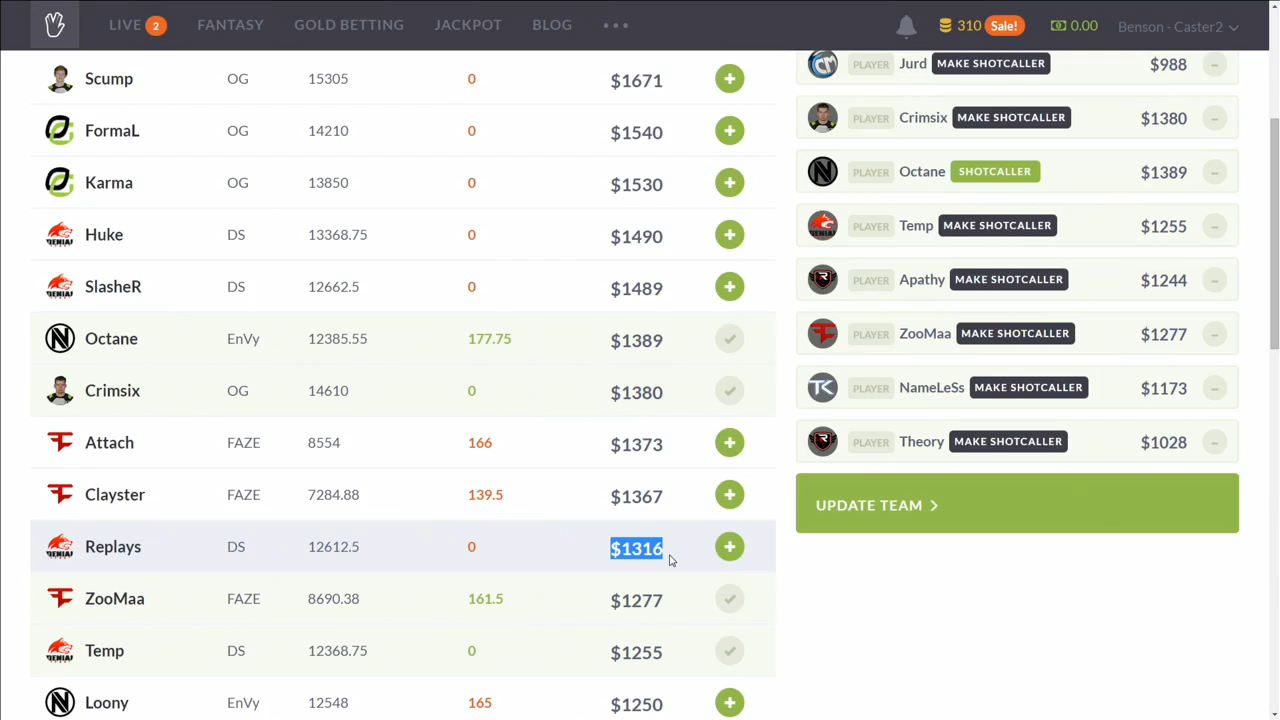 LIVE 2 FANTASY GOLD BETTING JACKPOT BLOG 310 Sale! 0.00 Benson - Caster2
Scump OG 15305 0 $1671
FormaL OG 14210 0 $1540
Karma OG 13850 0 $1530
Huke DS 13368.75 0 $1490
SlasheR DS 12662.5 0 $1489
Octane EnVy 12385.55 177.75 $1389
Crimsix OG 14610 0 $1380
Attach FAZE 8554 166 $1373
Clayster FAZE 7284.88 139.5 $1367
Replays DS 12612.5 0 $1316
ZooMaa FAZE 8690.38 161.5 $1277
Temp DS 12368.75 0 $1255
Loony EnVy 12548 165 $1250
PLAYER Jurd MAKE SHOTCALLER $988
PLAYER Crimsix MAKE SHOTCALLER $1380
PLAYER Octane SHOTCALLER $1389
PLAYER Temp MAKE SHOTCALLER $1255
PLAYER Apathy MAKE SHOTCALLER $1244
PLAYER ZooMaa MAKE SHOTCALLER $1277
PLAYER NameLeSs MAKE SHOTCALLER $1173
PLAYER Theory MAKE SHOTCALLER $1028
UPDATE TEAM